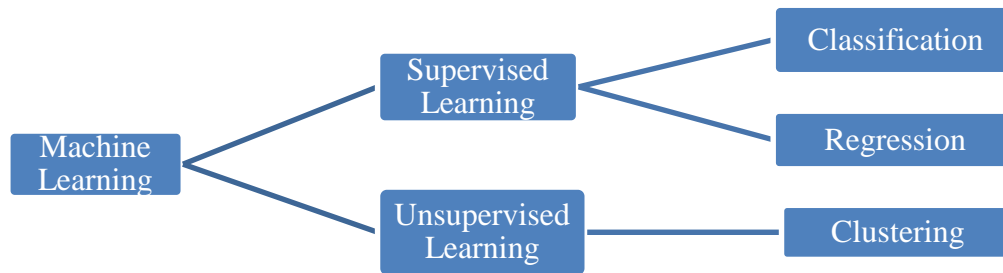 Machine
Learning
Supervised
Learning
Classification
Regression
Unsupervised
Learning
Clustering